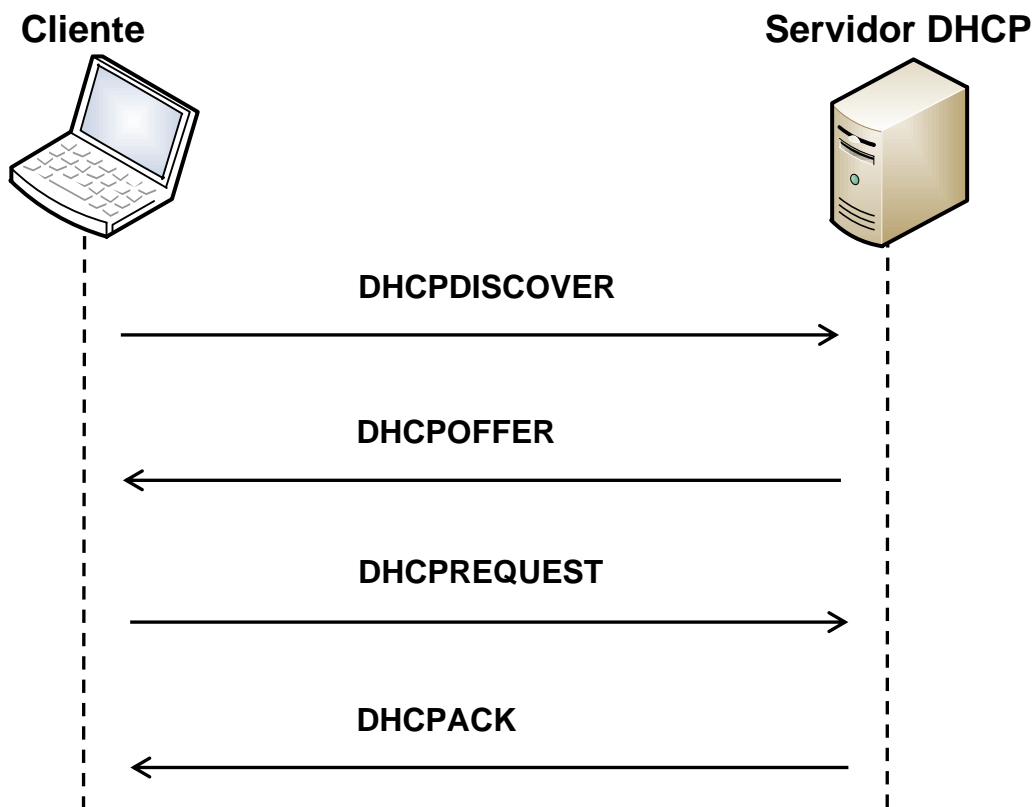 Cliente
Servidor DHCP
DHCPDISCOVER
DHCPOFFER
DHCPREQUEST
DHCPACK